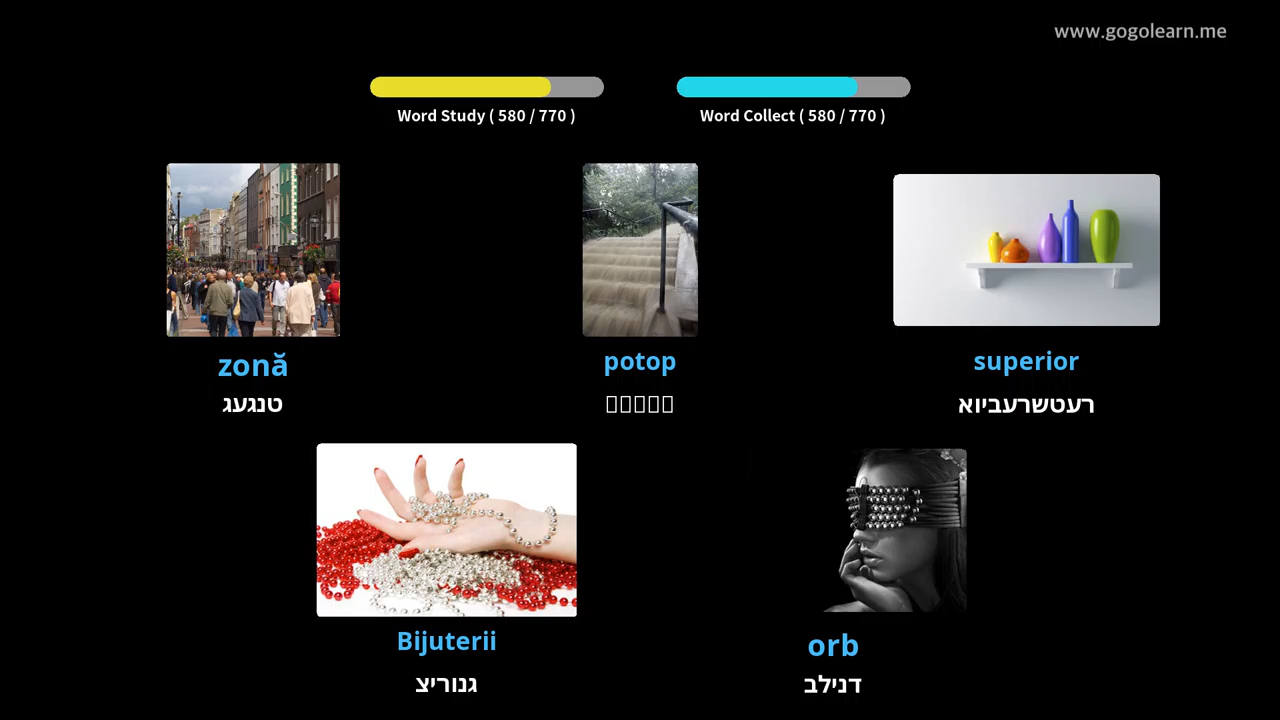 www.gogolearn.me
Word Study ( 580 / 770 )
Word Collect ( 580 / 770 )
zonă
טנגעג
potop
superior
רעטשרעביוא
Bijuterii
גנוריצ
orb
דנילב